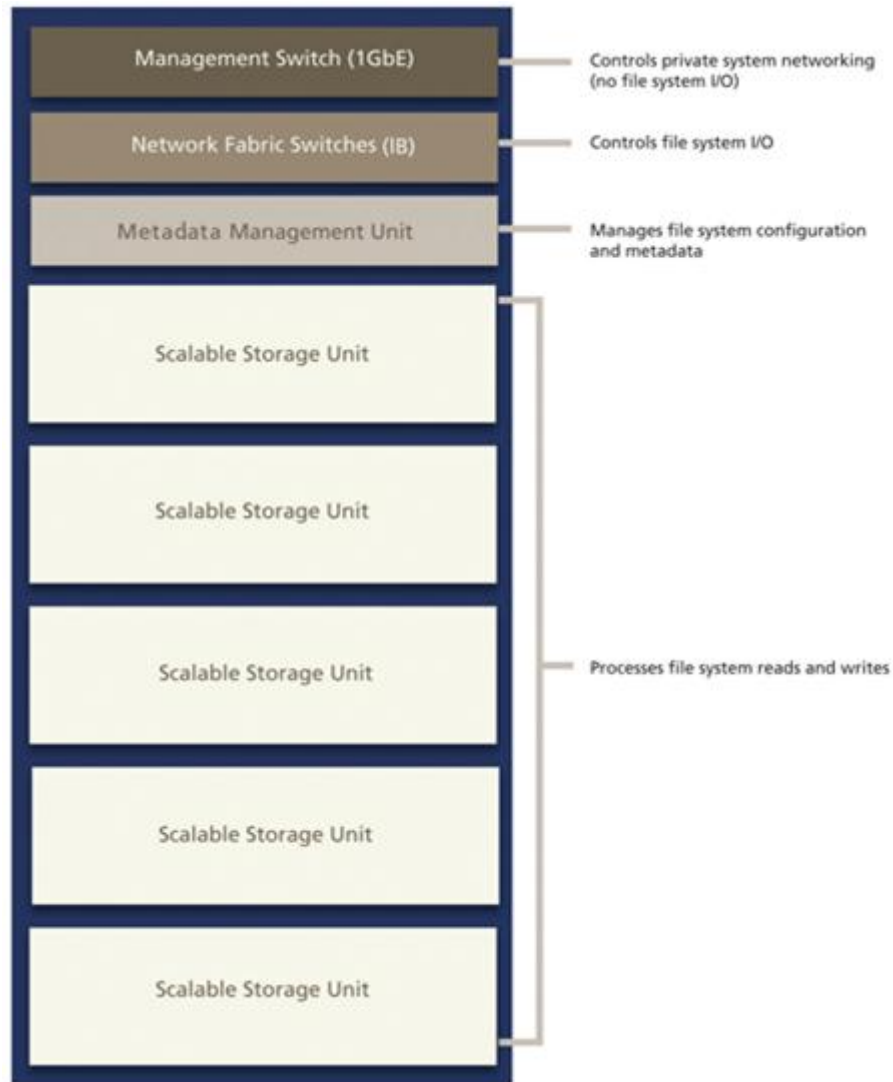 Management Switch (1GbE)
Controls private system networking
(no file system I/O)
Network Fabric Switches (IB)
Controls file system I/O
Metadata Management Unit
Manages file system configuration
and metadata
Scalable Storage Unit
Scalable Storage Unit
Scalable Storage Unit
Processes file system reads and writes
Scalable Storage Unit
Scalable Storage Unit